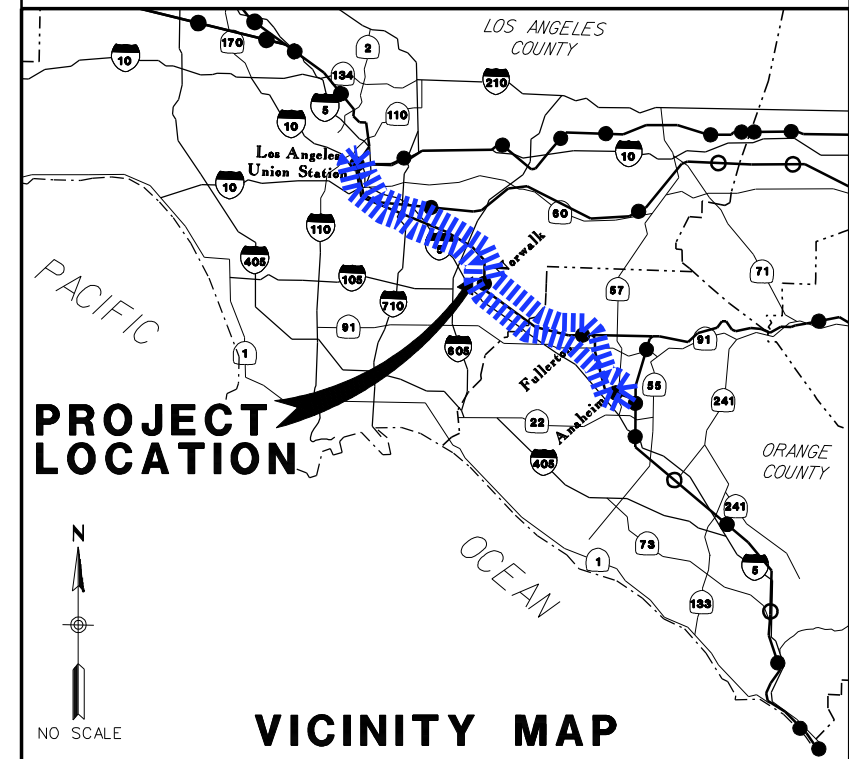 LOS ANGELES
COUNTY
170
2
10
134
210
5
110
10
Los Angeles
Union Station
10
10
60
110
5
Norwalk
405
105
71
57
710
PACIFIC
91
91
1
605
Fullerton
55
241
PROJECT
LOCATION
22
Anaheim
405
ORANGE
COUNTY
241
N
73
OCEAN
1
5
133
NO SCALE
VICINITY MAP